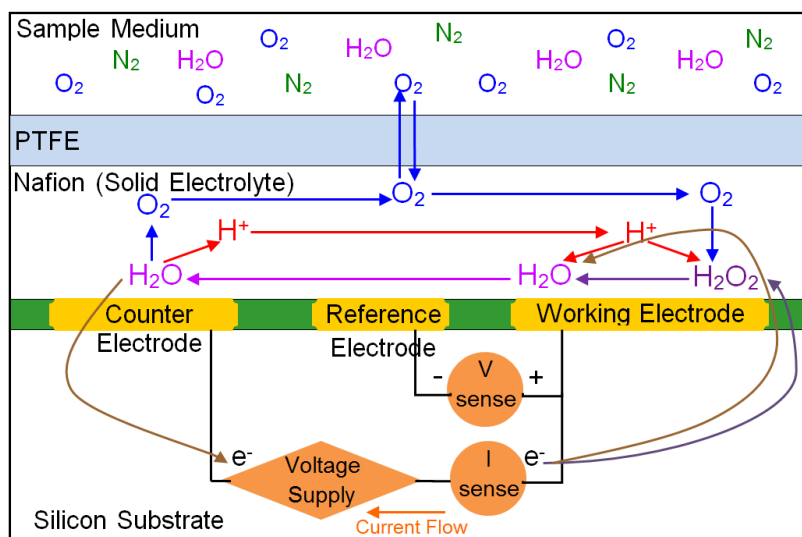 Sample Medium
O₂ N₂
N₂ H₂O H₂O O₂ N₂
H₂O H₂O
O₂ O₂ N₂ O₂ O₂ N₂ O₂
PTFE
Nafion (Solid Electrolyte)
O₂ O₂ O₂
H⁺ H⁺
H₂O H₂O H₂O₂
Counter Electrode
Reference Electrode
Working Electrode
- V sense +
e⁻ Voltage Supply I sense e⁻
Current Flow
Silicon Substrate